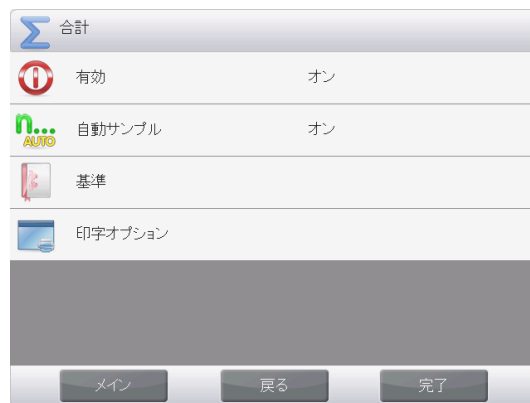 合計
有効 オン
n... AUTO
自動サンプル オン
基準
印字オプション
メイン 戻る 完了